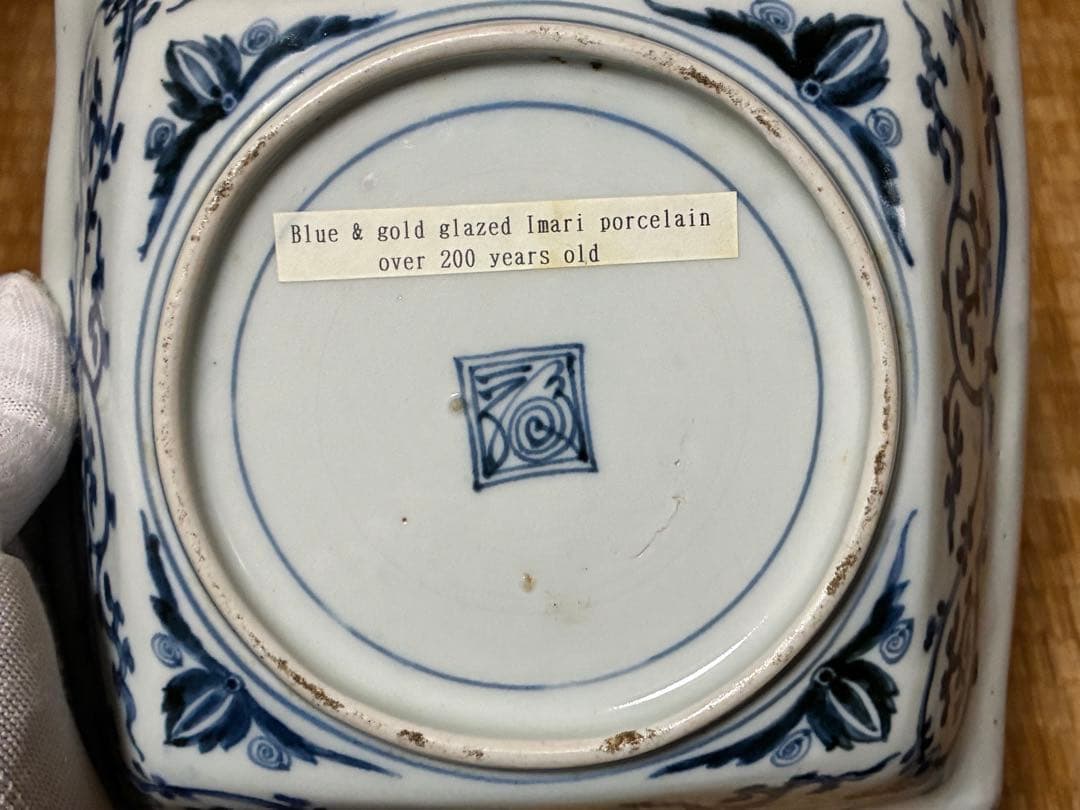 Blue & gold glazed Imari porcelain
over 200 years old